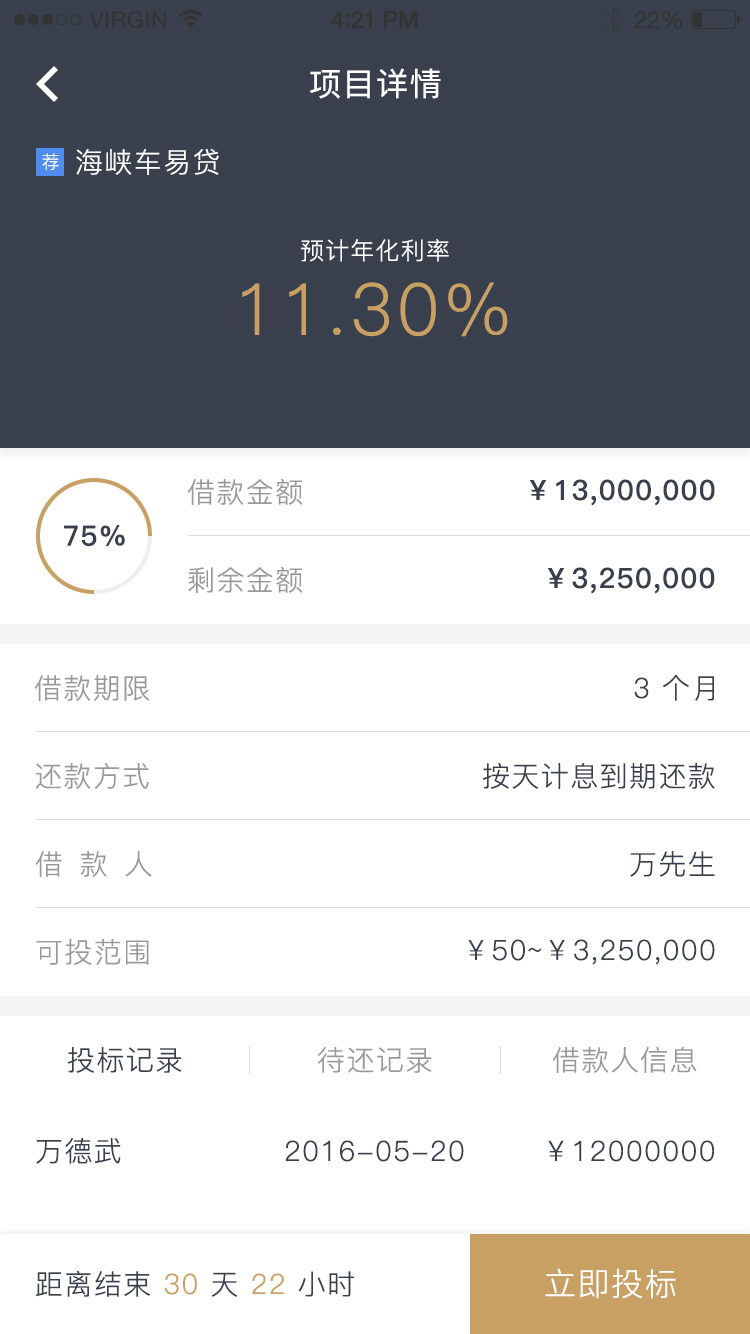 VIRGIN 4:21 PM 22%
项目详情
荐 海峡车易贷
预计年化利率
11.30%
75%
借款金额 ¥13,000,000
剩余金额 ¥3,250,000
借款期限 3 个月
还款方式 按天计息到期还款
借 款 人 万先生
可投范围 ¥50~¥3,250,000
投标记录 待还记录 借款人信息
万德武 2016-05-20 ¥12000000
距离结束 30 天 22 小时 立即投标